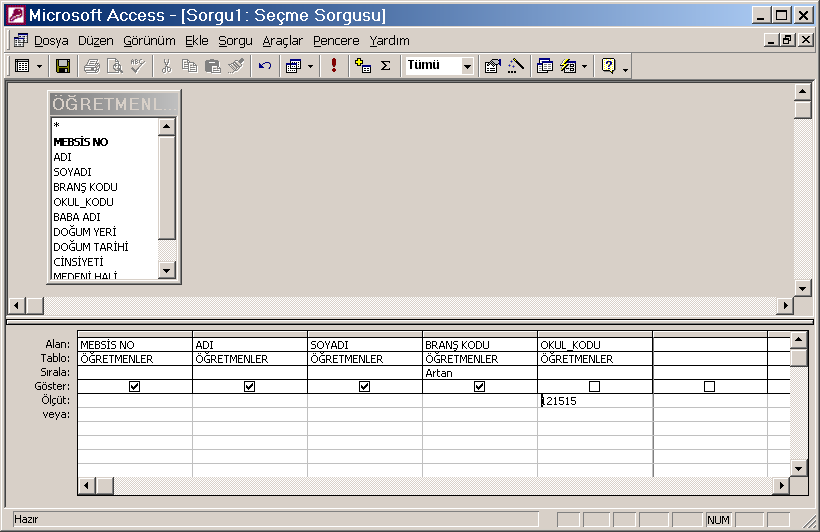 Microsoft Access - [Sorgu1: Seçme Sorgusu]
Dosya Düzen Görünüm Ekle Sorgu Araçlar Pencere Yardım
ABC Σ Tümü
ÖĞRETMENL...
*
MEBSİS NO
ADI
SOYADI
BRANŞ KODU
OKUL_KODU
BABA ADI
DOĞUM YERİ
DOĞUM TARİHİ
CİNSİYETİ
MEDENİ HALİ
Alan: MEBSİS NO ADI SOYADI BRANŞ KODU OKUL_KODU
Tablo: ÖĞRETMENLER ÖĞRETMENLER ÖĞRETMENLER ÖĞRETMENLER ÖĞRETMENLER
Sırala: Artan
Göster:
Ölçüt: 121515
veya:
Hazır NUM